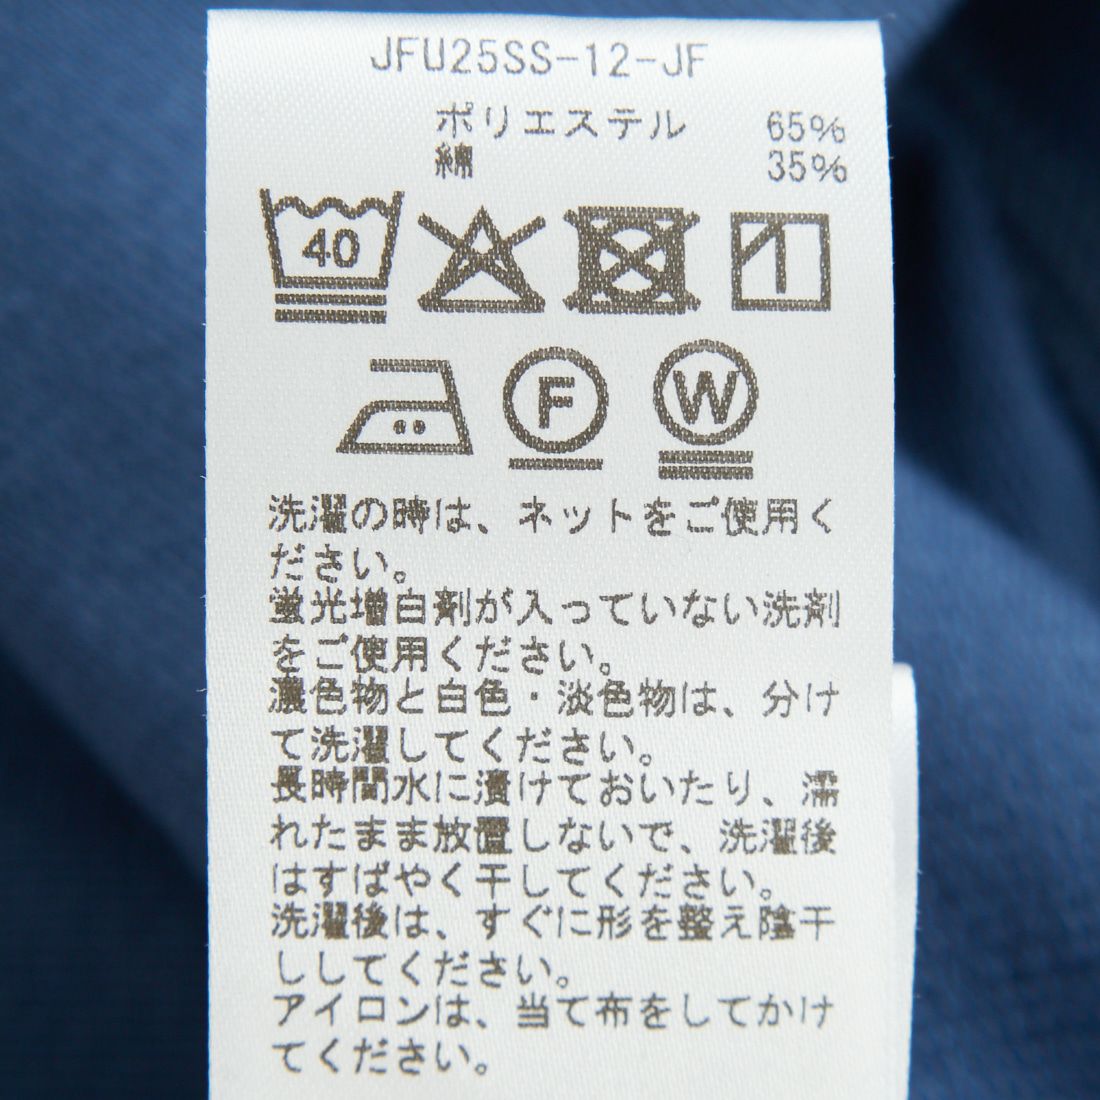 JFU25SS-12-JF
ポリエステル 65%
綿 35%
40
F
W
洗濯の時は、ネットをご使用く
ださい。
蛍光増白剤が入っていない洗剤
をご使用ください。
濃色物と白色・淡色物は、分け
て洗濯してください。
長時間水に漬けておいたり、濡
れたまま放置しないで、洗濯後
はすばやく干してください。
洗濯後は、すぐに形を整え陰干
ししてください。
アイロンは、当て布をしてかけ
てください。